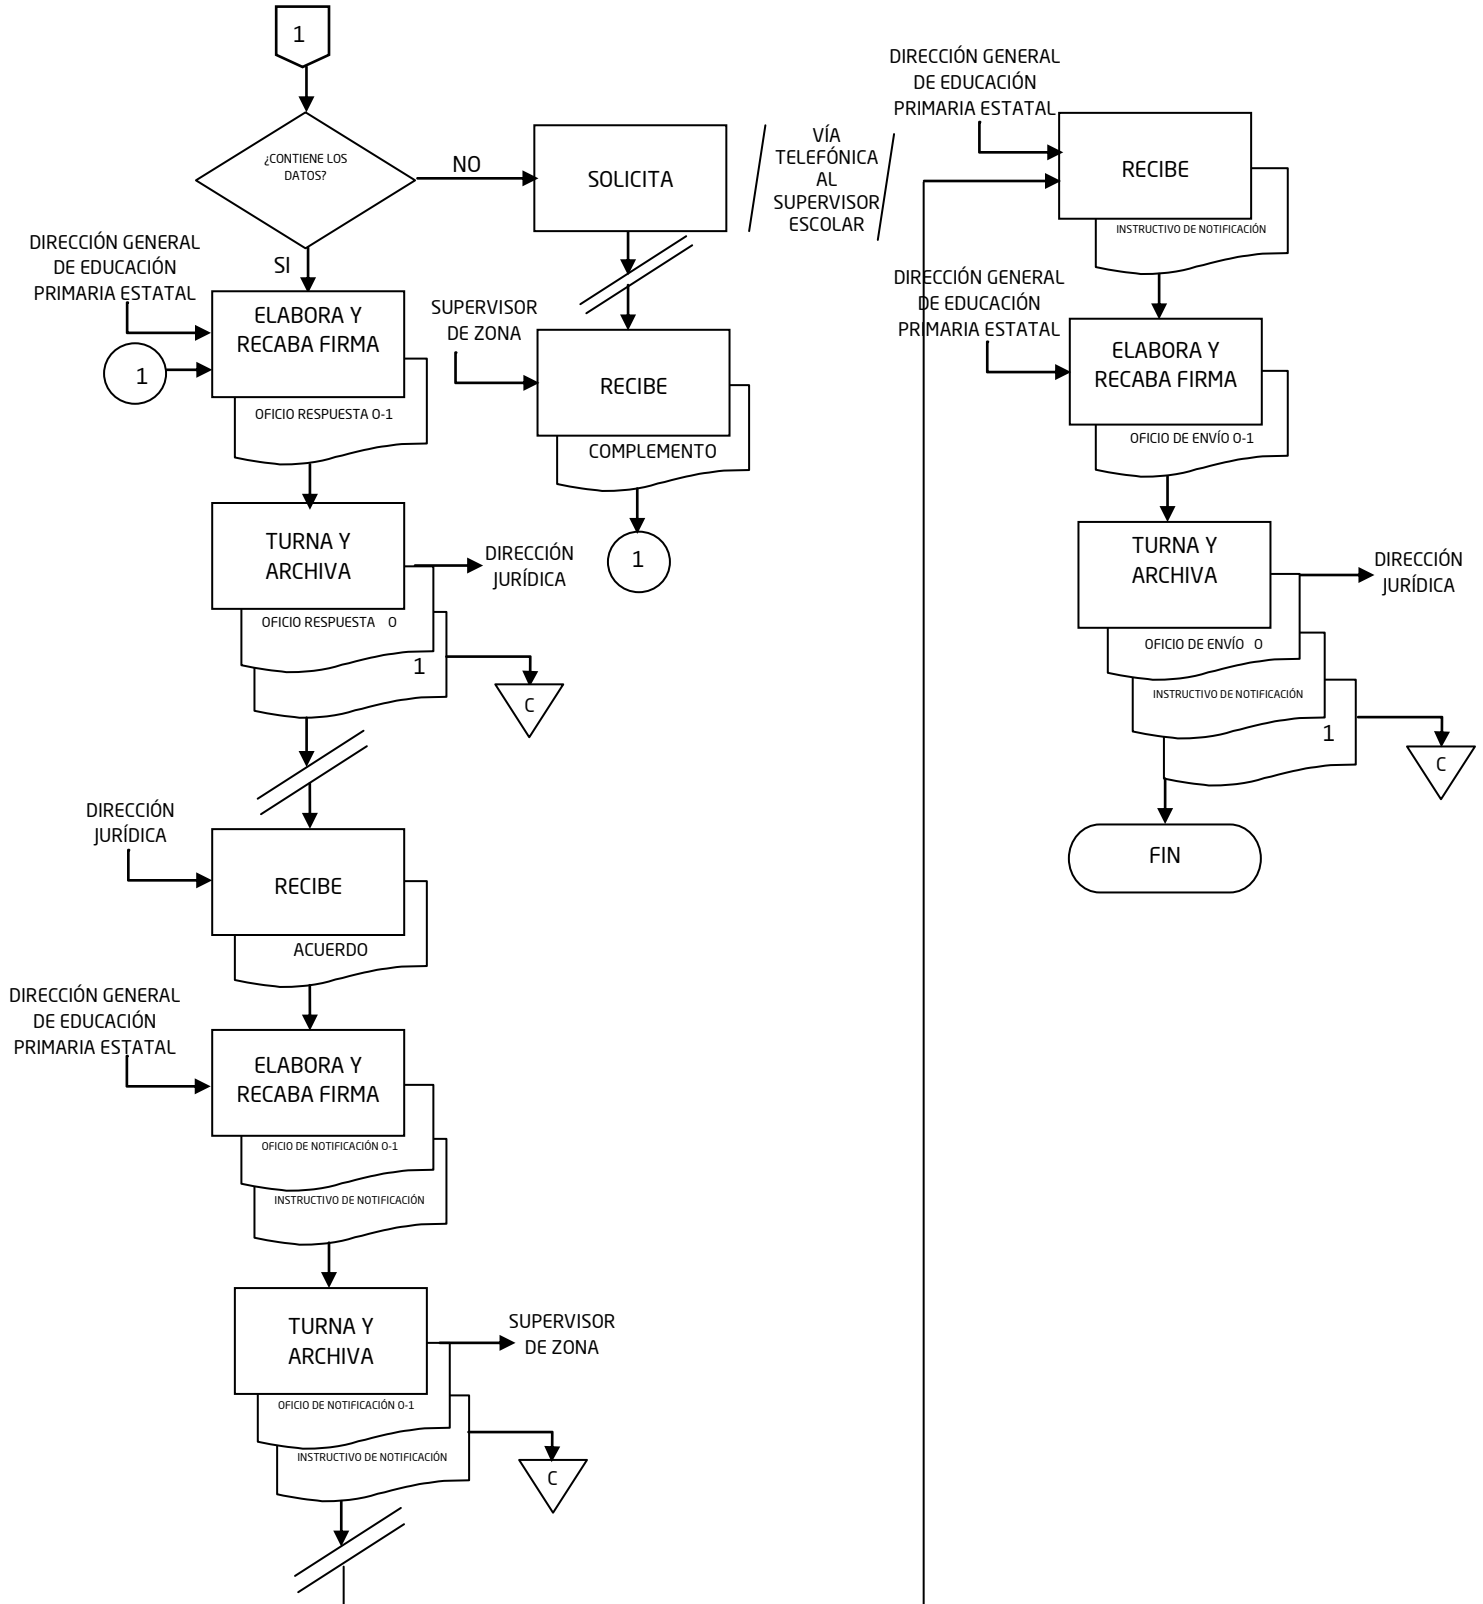 1
¿CONTIENE LOS
DATOS?
NO
SI
SOLICITA
VÍA
TELEFÓNICA
AL
SUPERVISOR
ESCOLAR
DIRECCIÓN GENERAL
DE EDUCACIÓN
PRIMARIA ESTATAL
ELABORA Y
RECABA FIRMA
1
OFICIO RESPUESTA O-1
SUPERVISOR
DE ZONA
RECIBE
COMPLEMENTO
1
TURNA Y
ARCHIVA
DIRECCIÓN
JURÍDICA
OFICIO RESPUESTA O
1
C
DIRECCIÓN
JURÍDICA
RECIBE
ACUERDO
DIRECCIÓN GENERAL
DE EDUCACIÓN
PRIMARIA ESTATAL
ELABORA Y
RECABA FIRMA
OFICIO DE NOTIFICACIÓN O-1
INSTRUCTIVO DE NOTIFICACIÓN
TURNA Y
ARCHIVA
SUPERVISOR
DE ZONA
OFICIO DE NOTIFICACIÓN O-1
INSTRUCTIVO DE NOTIFICACIÓN
C
DIRECCIÓN GENERAL
DE EDUCACIÓN
PRIMARIA ESTATAL
RECIBE
INSTRUCTIVO DE NOTIFICACIÓN
DIRECCIÓN GENERAL
DE EDUCACIÓN
PRIMARIA ESTATAL
ELABORA Y
RECABA FIRMA
OFICIO DE ENVÍO O-1
TURNA Y
ARCHIVA
DIRECCIÓN
JURÍDICA
OFICIO DE ENVÍO O
INSTRUCTIVO DE NOTIFICACIÓN
1
C
FIN